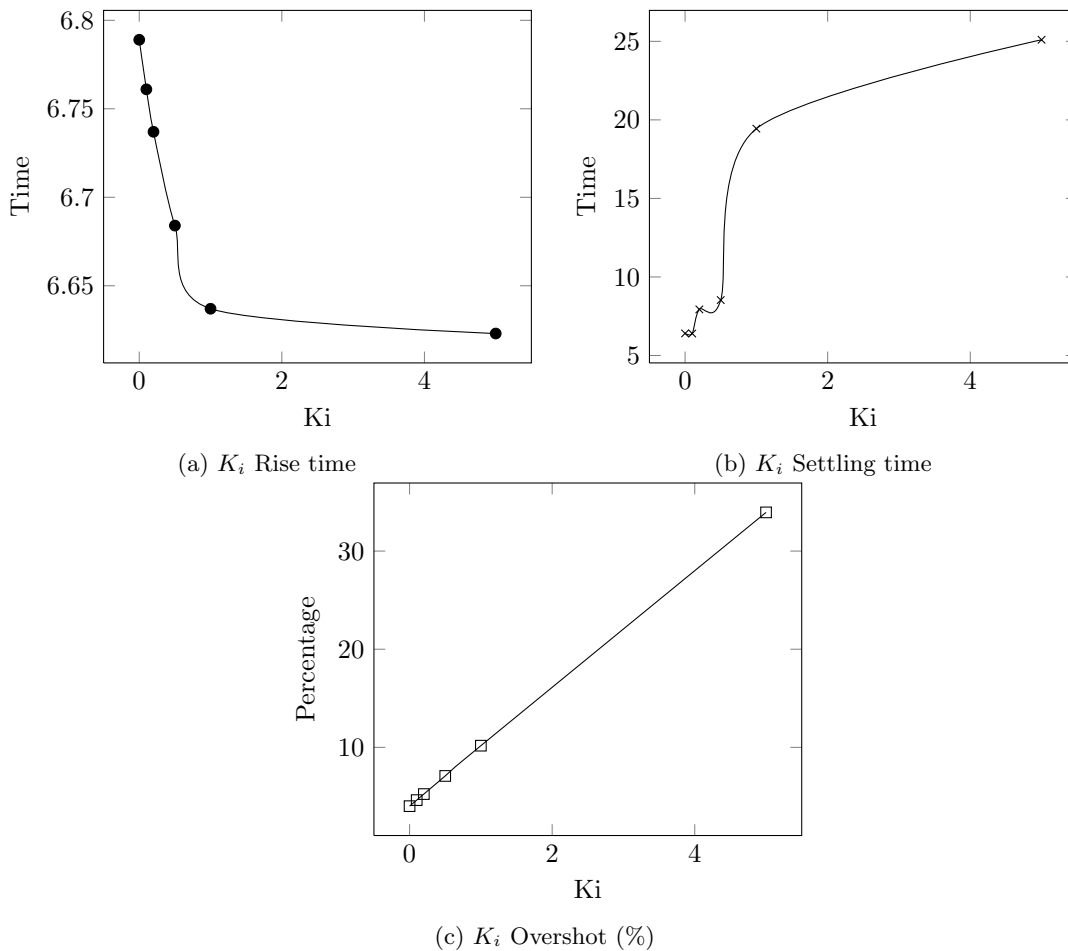 6.8
6.75
6.7
6.65
Time
0 2 4
Ki
(a) K_i Rise time
25
20
15
10
5
Time
0 2 4
Ki
(b) K_i Settling time
30
20
10
Percentage
0 2 4
Ki
(c) K_i Overshot (%)